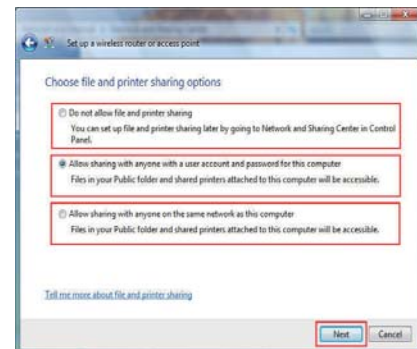 Set up a wireless router or access point
Choose file and printer sharing options
Do not allow file and printer sharing
You can set up file and printer sharing later by going to Network and Sharing Center in Control
Panel.
Allow sharing with anyone with a user account and password for this computer
Files in your Public folder and shared printers attached to this computer will be accessible.
Allow sharing with anyone on the same network as this computer
Files in your Public folder and shared printers attached to this computer will be accessible.
Tell me more about file and printer sharing
Next
Cancel